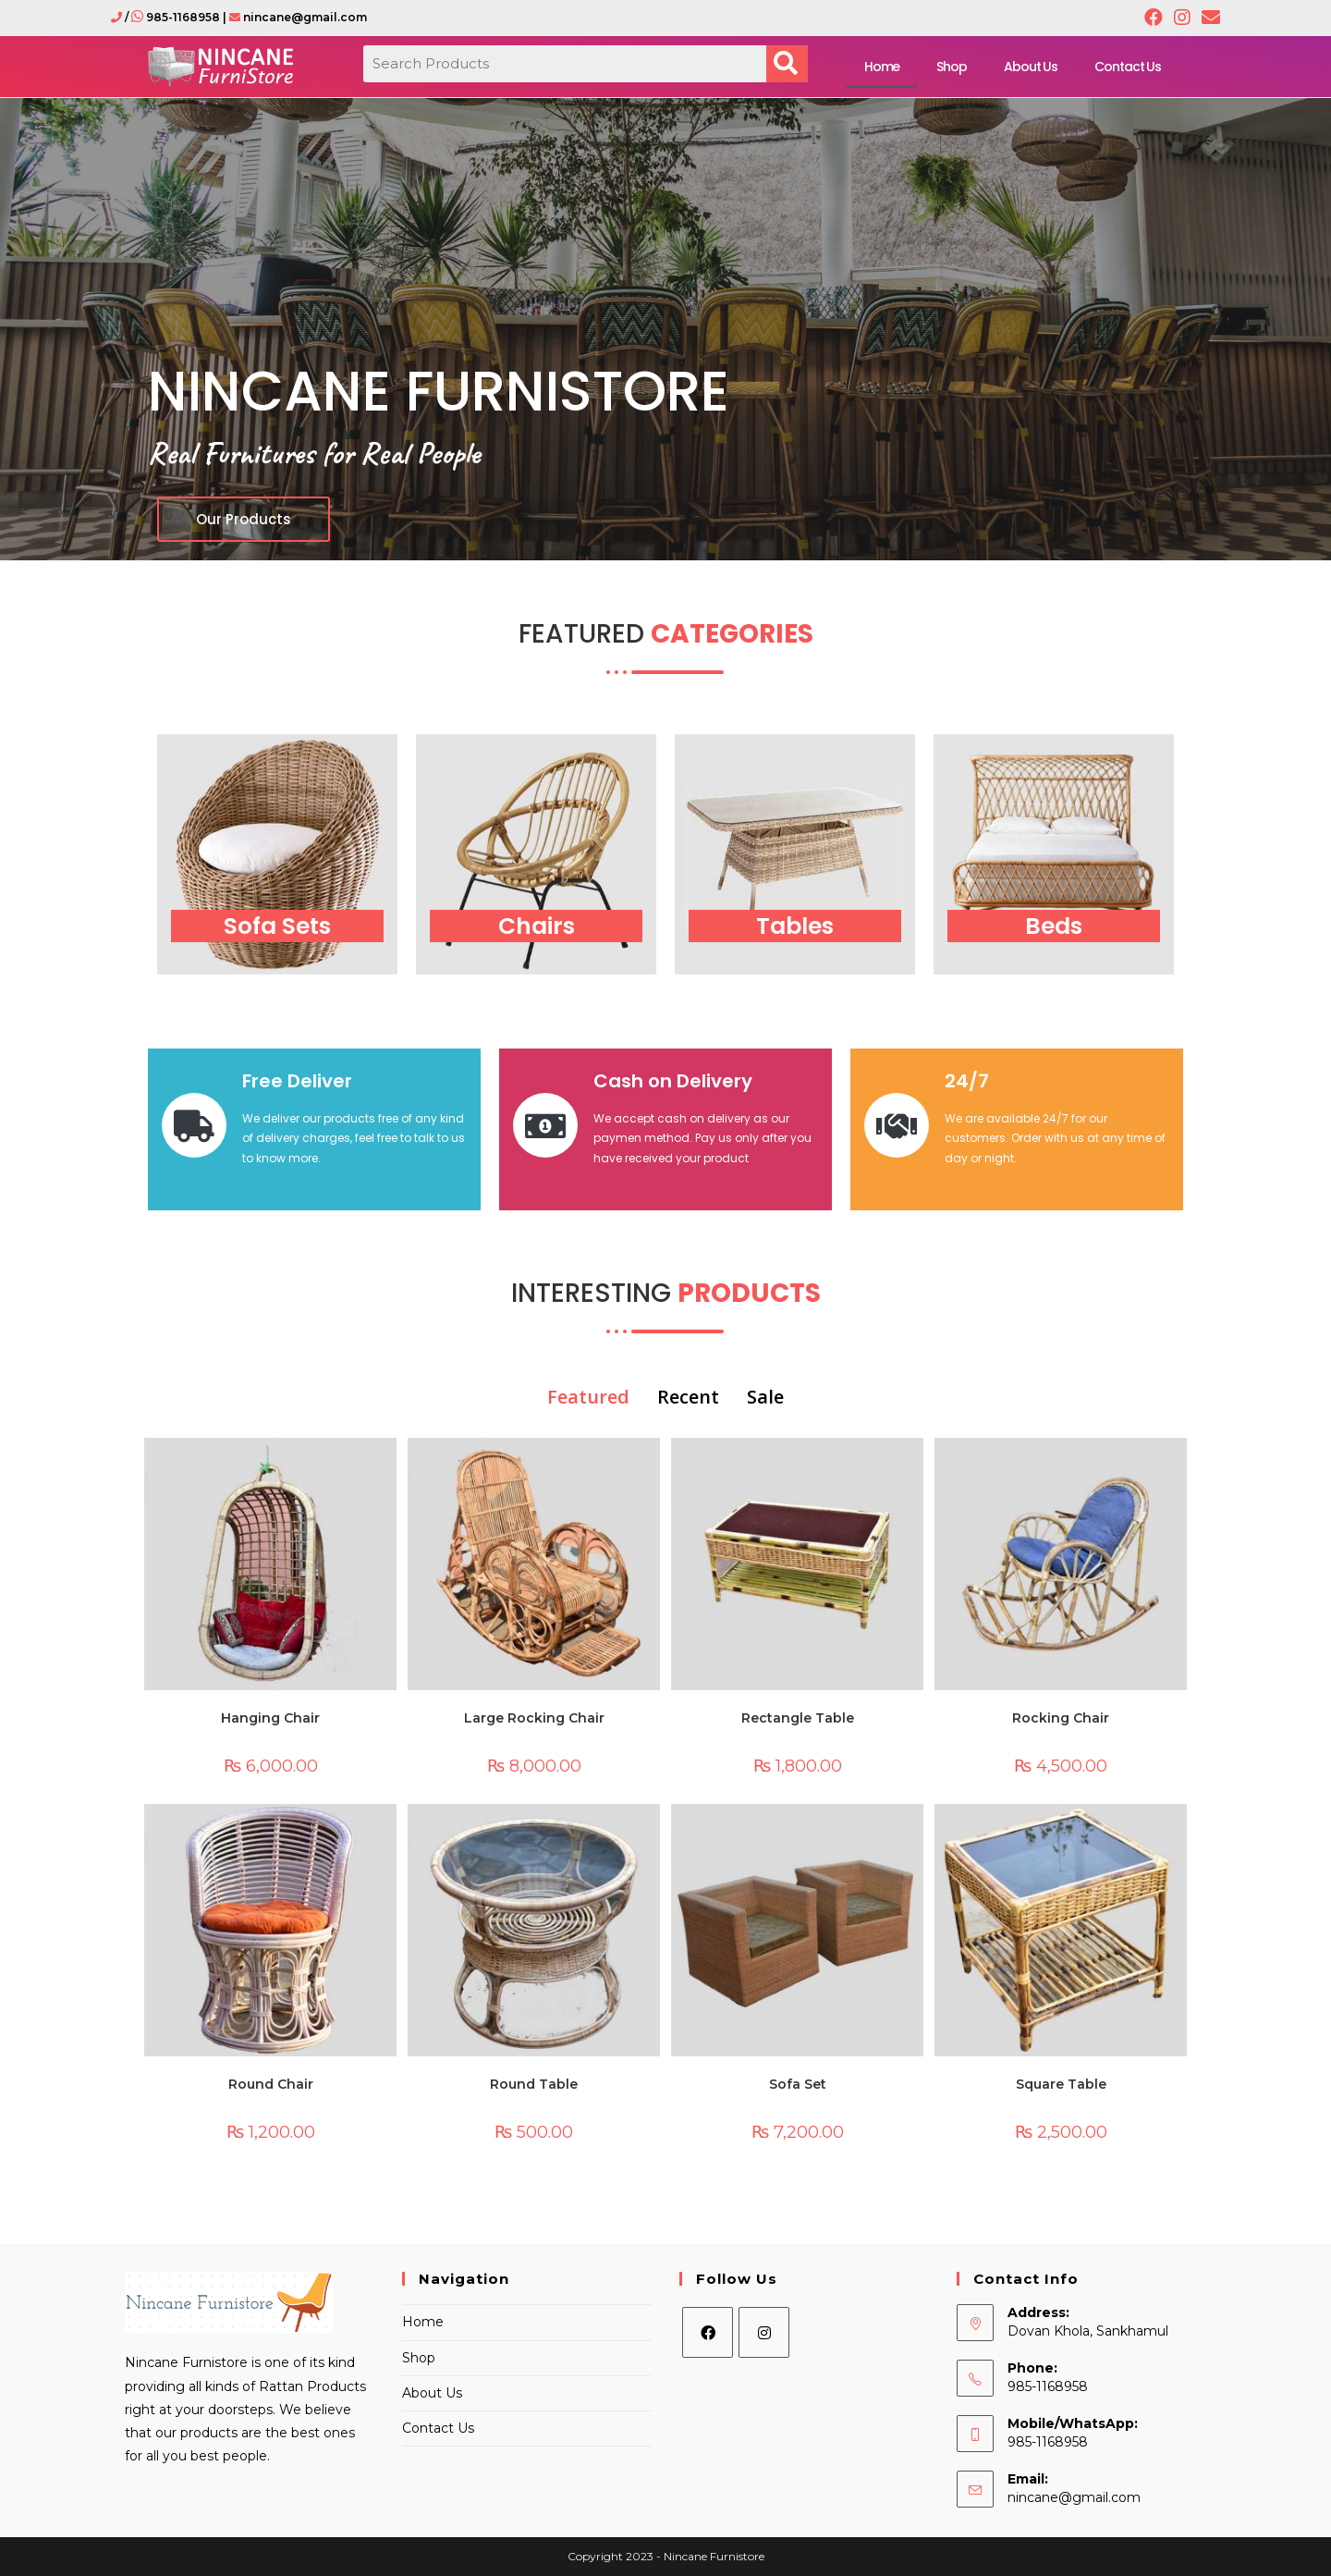 / 985-1168958 | nincane@gmail.com
NINCANE
FurniStore
Search Products
Home Shop About Us Contact Us
NINCANE FURNISTORE
Real Furnitures for Real People
Our Products
FEATURED CATEGORIES
Sofa Sets
Chairs
Tables
Beds
Free Deliver
We deliver our products free of any kind
of delivery charges, feel free to talk to us
to know more.
Cash on Delivery
We accept cash on delivery as our
paymen method. Pay us only after you
have received your product
24/7
We are available 24/7 for our
customers. Order with us at any time of
day or night.
INTERESTING PRODUCTS
Featured Recent Sale
Hanging Chair
₨ 6,000.00
Large Rocking Chair
₨ 8,000.00
Rectangle Table
₨ 1,800.00
Rocking Chair
₨ 4,500.00
Round Chair
₨ 1,200.00
Round Table
₨ 500.00
Sofa Set
₨ 7,200.00
Square Table
₨ 2,500.00
Nincane Furnistore
Nincane Furnistore is one of its kind
providing all kinds of Rattan Products
right at your doorsteps. We believe
that our products are the best ones
for all you best people.
Navigation
Home
Shop
About Us
Contact Us
Follow Us
Contact Info
Address:
Dovan Khola, Sankhamul
Phone:
985-1168958
Mobile/WhatsApp:
985-1168958
Email:
nincane@gmail.com
Copyright 2023 - Nincane Furnistore